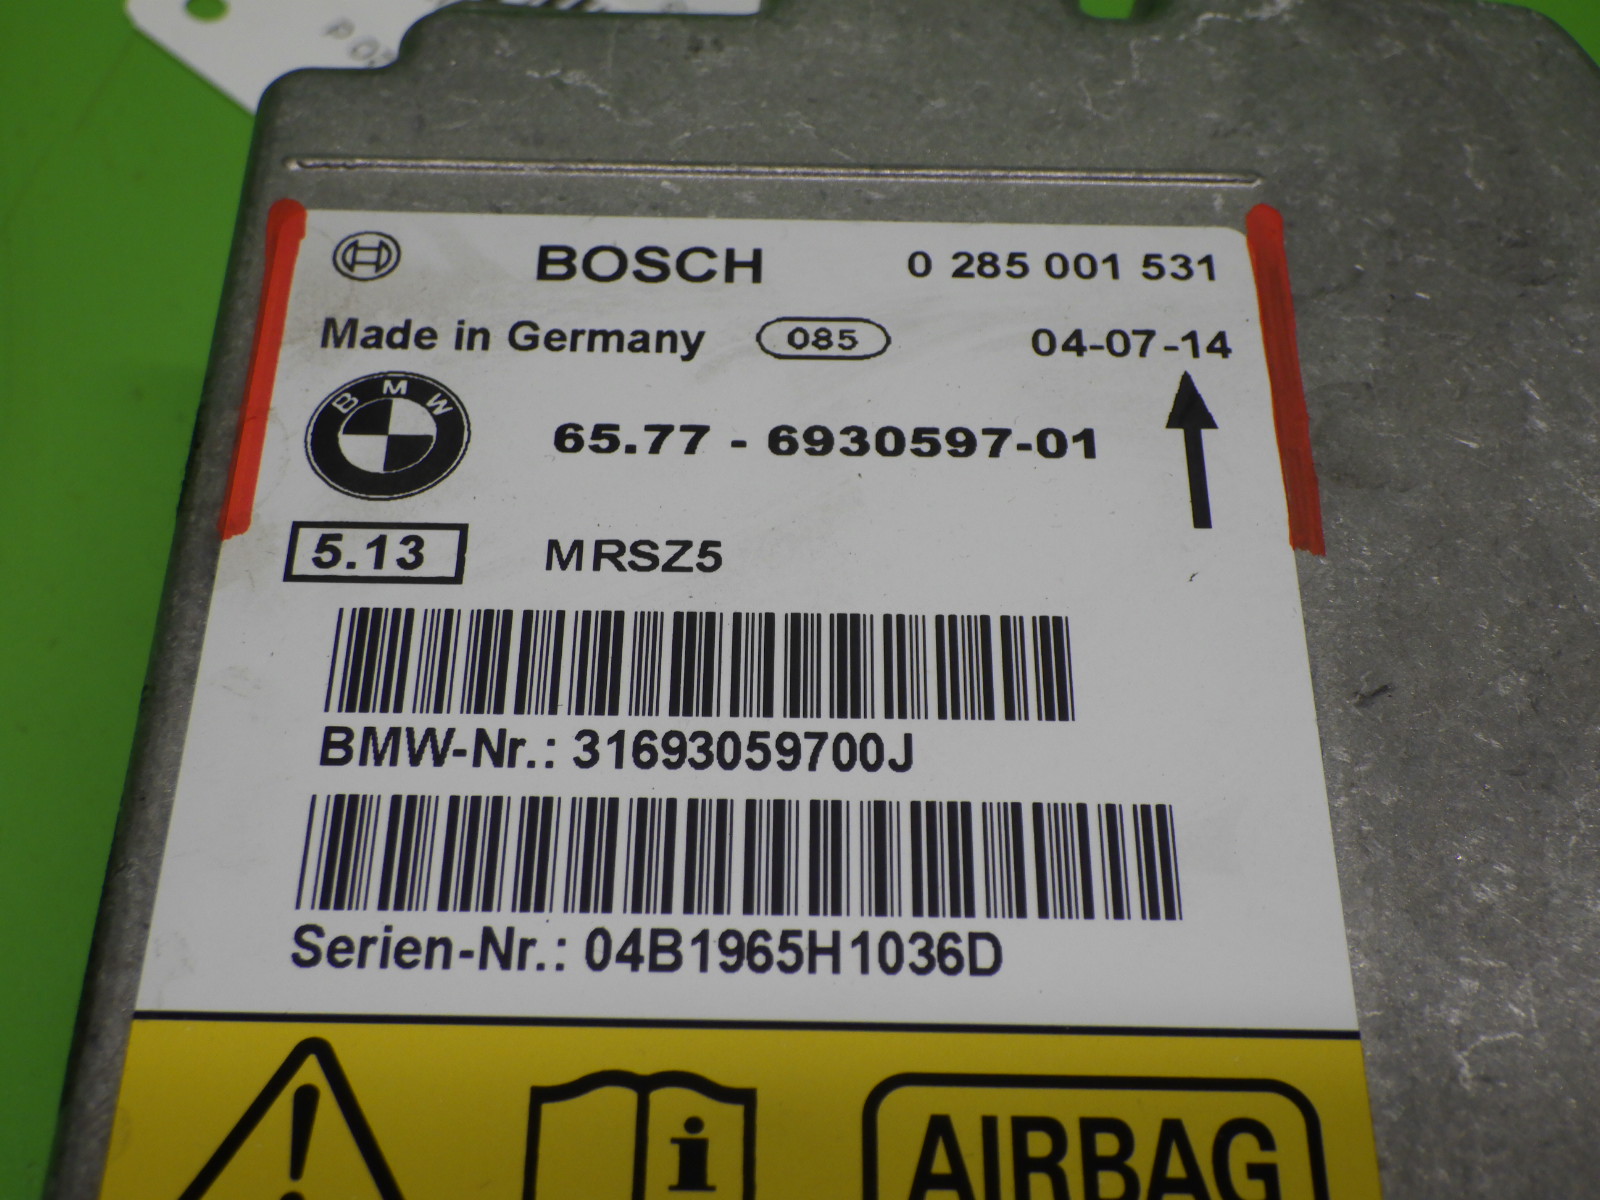 BOSCH 0 285 001 531
Made in Germany 085 04-07-14
BMW
65.77 - 6930597-01
5.13 MRSZ5
BMW-Nr.: 31693059700J
Serien-Nr.: 04B1965H1036D
i
AIRBAG